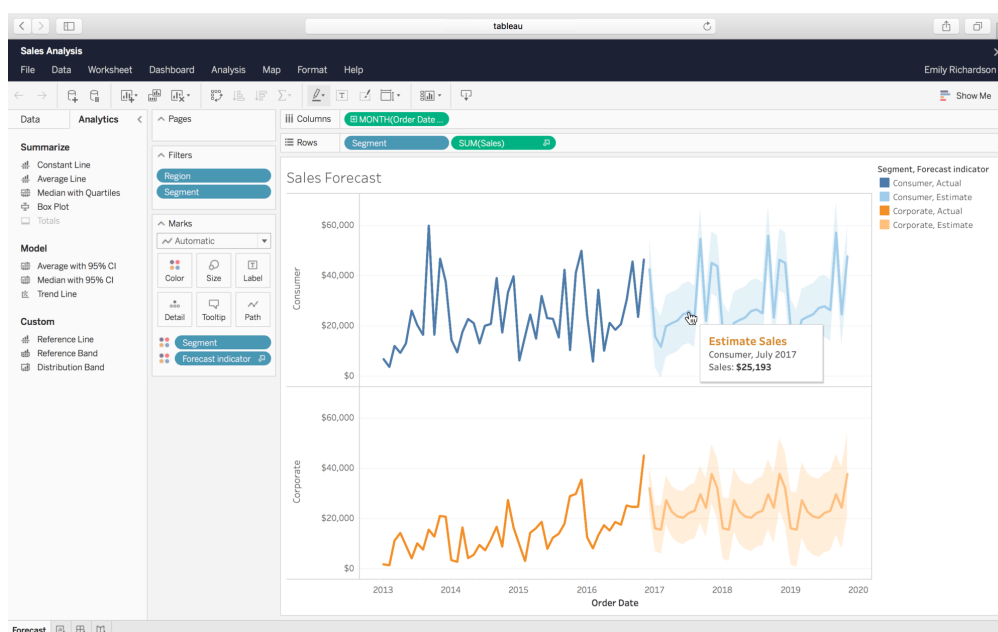 tableau
Sales Analysis
File Data Worksheet Dashboard Analysis Map Format Help
Emily Richardson
Show Me
Data Analytics
Summarize
Constant Line
Average Line
Median with Quartiles
Box Plot
Totals
Model
Average with 95% CI
Median with 95% CI
Trend Line
Custom
Reference Line
Reference Band
Distribution Band
Pages
Filters
Region
Segment
Marks
Automatic
Color Size Label
Detail Tooltip Path
Segment
Forecast indicator
Columns MONTH(Order Date ...
Rows Segment SUM(Sales)
Sales Forecast
Consumer
$60,000
$40,000
$20,000
$0
Estimate Sales
Consumer, July 2017
Sales: $25,193
Corporate
$60,000
$40,000
$20,000
$0
2013 2014 2015 2016 2017 2018 2019 2020
Order Date
Segment, Forecast indicator
Consumer, Actual
Consumer, Estimate
Corporate, Actual
Corporate, Estimate
Forecast